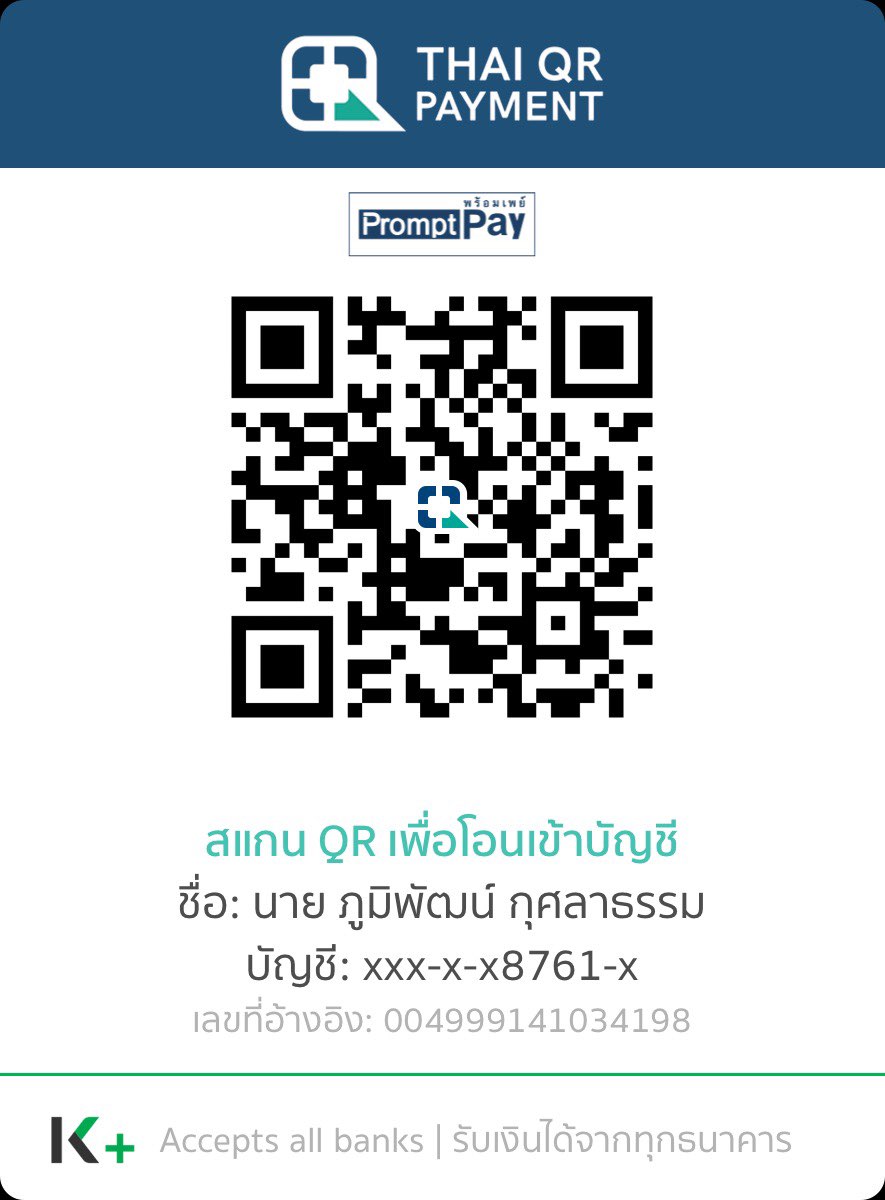 THAI QR
PAYMENT
พร้อมเพย์
PromptPay
สแกน QR เพื่อโอนเข้าบัญชี
ชื่อ: นาย ภูมิพัฒน์ กุศลาธรรม
บัญชี: xxx-x-x8761-x
เลขที่อ้างอิง: 004999141034198
K+ Accepts all banks | รับเงินได้จากทุกธนาคาร